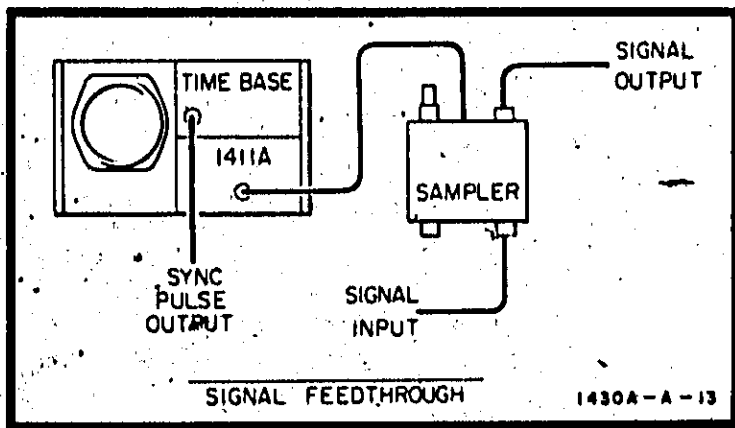 SIGNAL
OUTPUT
TIME BASE
1411A
SAMPLER
SYNC
PULSE
OUTPUT
SIGNAL
INPUT
SIGNAL FEEDTHROUGH
1430A-A-13